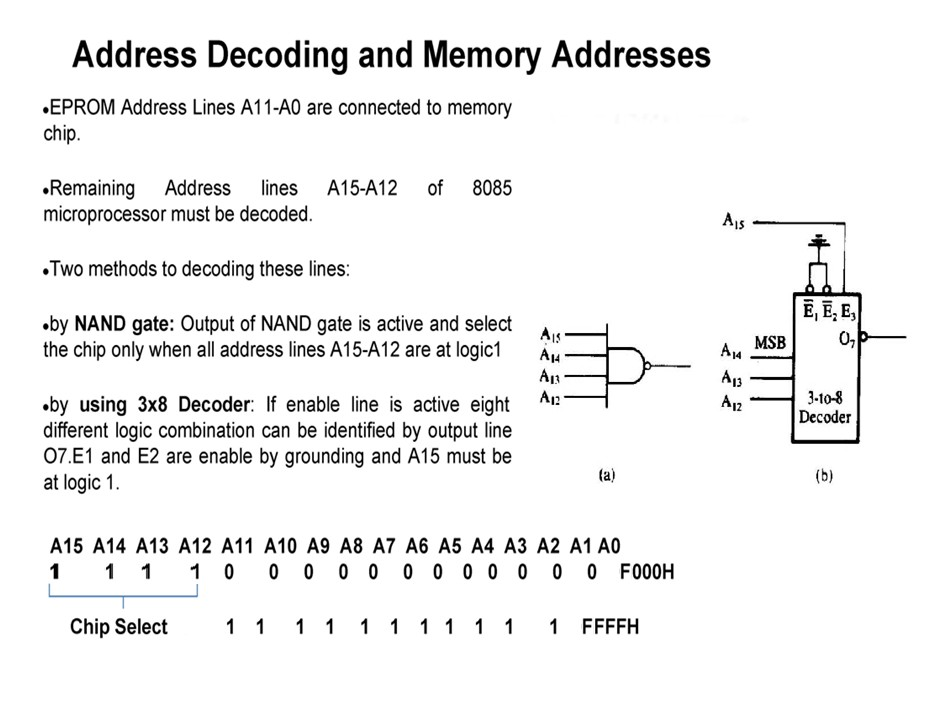 Address Decoding and Memory Addresses
•EPROM Address Lines A11-A0 are connected to memory
chip.
•Remaining Address lines A15-A12 of 8085
microprocessor must be decoded.
•Two methods to decoding these lines:
•by NAND gate: Output of NAND gate is active and select
the chip only when all address lines A15-A12 are at logic1
•by using 3x8 Decoder: If enable line is active eight
different logic combination can be identified by output line
O7.E1 and E2 are enable by grounding and A15 must be
at logic 1.
A15
A14
A13
A12
(a)
A15
E̅1 E̅2 E3
MSB
O7
A14
A13
A12
3-to-8
Decoder
(b)
A15 A14 A13 A12 A11 A10 A9 A8 A7 A6 A5 A4 A3 A2 A1 A0
1 1 1 1 0 0 0 0 0 0 0 0 0 0 0 0 F000H
Chip Select 1 1 1 1 1 1 1 1 1 1 1 FFFFH